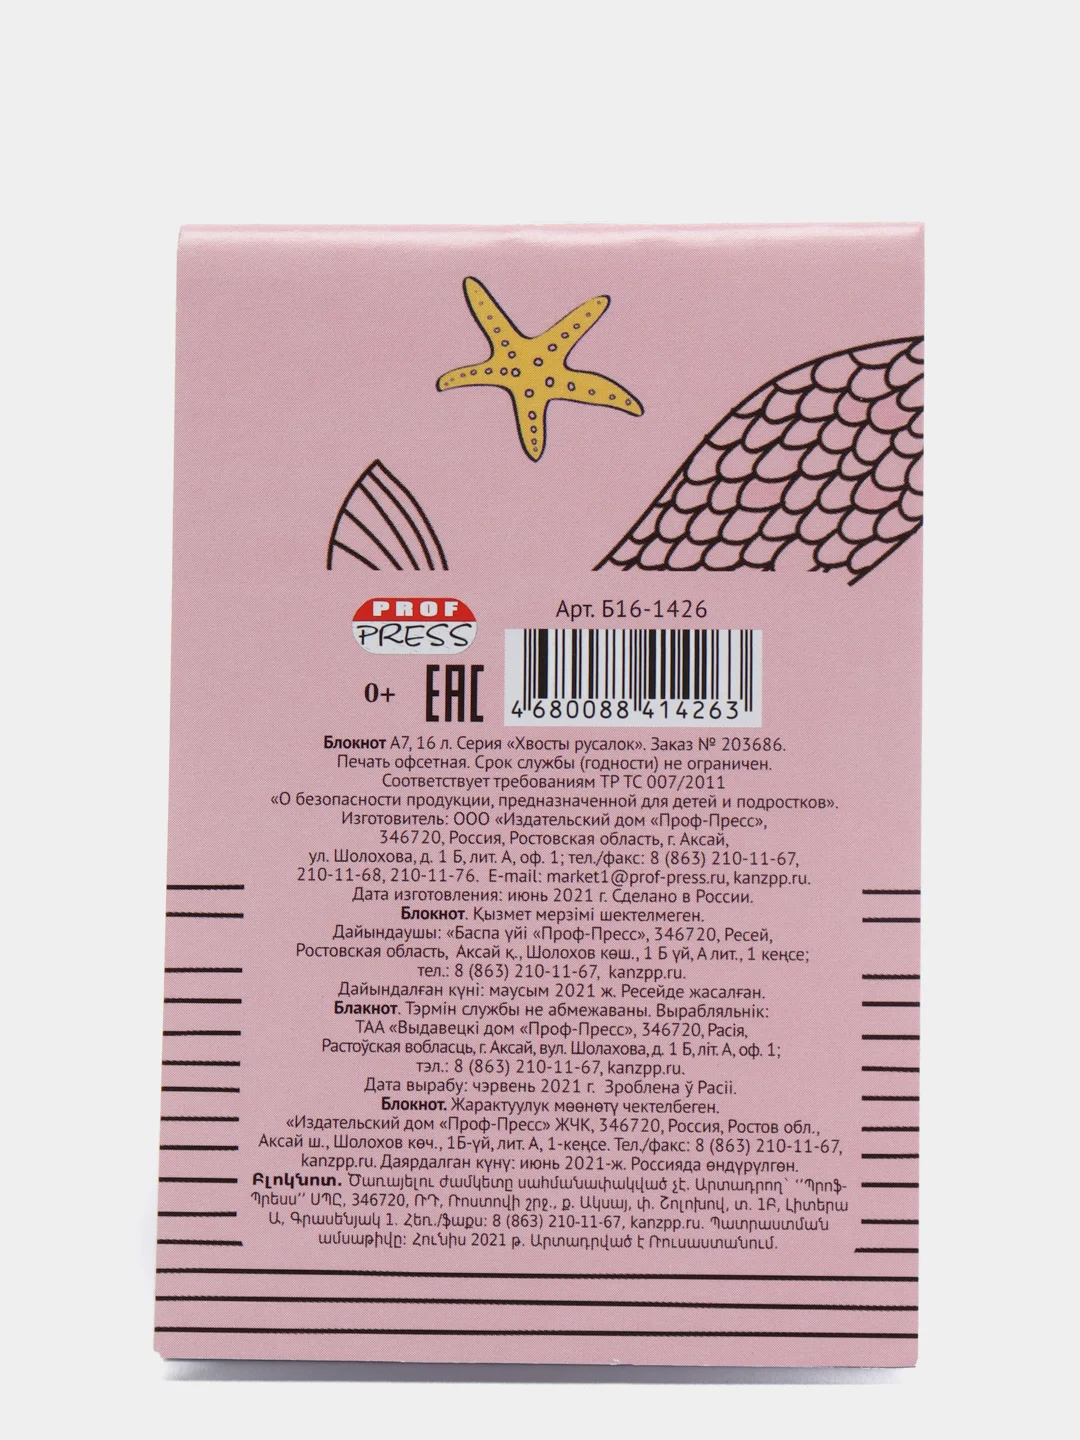 PROF
PRESS
Арт. Б16-1426
0+
EAC
4 680088 414263
Блокнот А7, 16 л. Серия «Хвосты русалок». Заказ № 203686.
Печать офсетная. Срок службы (годности) не ограничен.
Соответствует требованиям ТР ТС 007/2011
«О безопасности продукции, предназначенной для детей и подростков».
Изготовитель: ООО «Издательский дом «Проф-Пресс»,
346720, Россия, Ростовская область, г. Аксай,
ул. Шолохова, д. 1 Б, лит. А, оф. 1; тел./факс: 8 (863) 210-11-67,
210-11-68, 210-11-76. E-mail: market1@prof-press.ru, kanzpp.ru.
Дата изготовления: июнь 2021 г. Сделано в России.
Блокнот. Қызмет мерзімі шектелмеген.
Дайындаушы: «Баспа үйі «Проф-Пресс», 346720, Ресей,
Ростовская область, Аксай қ., Шолохов көш., 1 Б үй, А лит., 1 кеңсе;
тел.: 8 (863) 210-11-67, kanzpp.ru.
Дайындалған күні: маусым 2021 ж. Ресейде жасалған.
Блакнот. Тэрмін службы не абмежаваны. Вырабляльнік:
ТАА «Выдавецкі дом «Проф-Пресс», 346720, Расія,
Растоўская вобласць, г. Аксай, вул. Шолахова, д. 1 Б, літ. А, оф. 1;
тэл.: 8 (863) 210-11-67, kanzpp.ru.
Дата вырабу: чэрвень 2021 г. Зроблена ў Расіі.
Блокнот. Жарактуулук мөөнөтү чектелбеген.
«Издательский дом «Проф-Пресс» ЖЧК, 346720, Россия, Ростов обл.,
Аксай ш., Шолохов көч., 1Б-үй, лит. А, 1-кеңсе. Тел./факс: 8 (863) 210-11-67,
kanzpp.ru. Даярдалган күнү: июнь 2021-ж. Россияда өндүрүлгөн.
Բլոկնոտ. Ծառայելու ժամկետը սահմանափակված չէ. Արտադրող՝ ‘‘Պրոֆ-
Պրեսս’’ ՍՊԸ, 346720, ՌԴ, Ռոստովի շրջ., ք. Ակսայ, փ. Շոլոխով, տ. 1Բ, Լիտերա
Ա, Գրասենյակ 1. Հեռ./ֆաքս: 8 (863) 210-11-67, kanzpp.ru. Պատրաստման
ամսաթիվը: Հունիս 2021 թ. Արտադրված է Ռուսաստանում.